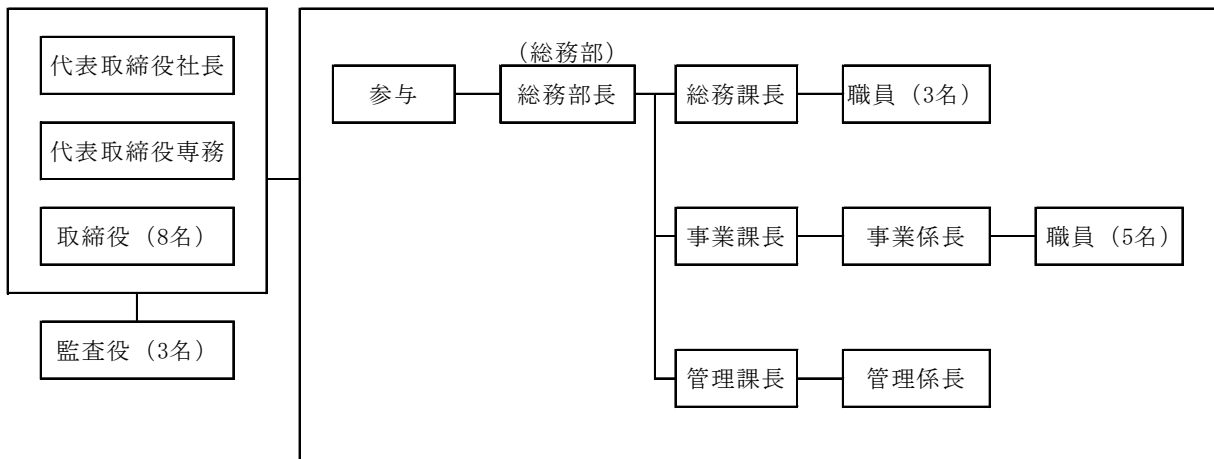 代表取締役社長
代表取締役専務
取締役（8名）
監査役（3名）
（総務部）
参与
総務部長
総務課長
職員（3名）
事業課長
事業係長
職員（5名）
管理課長
管理係長